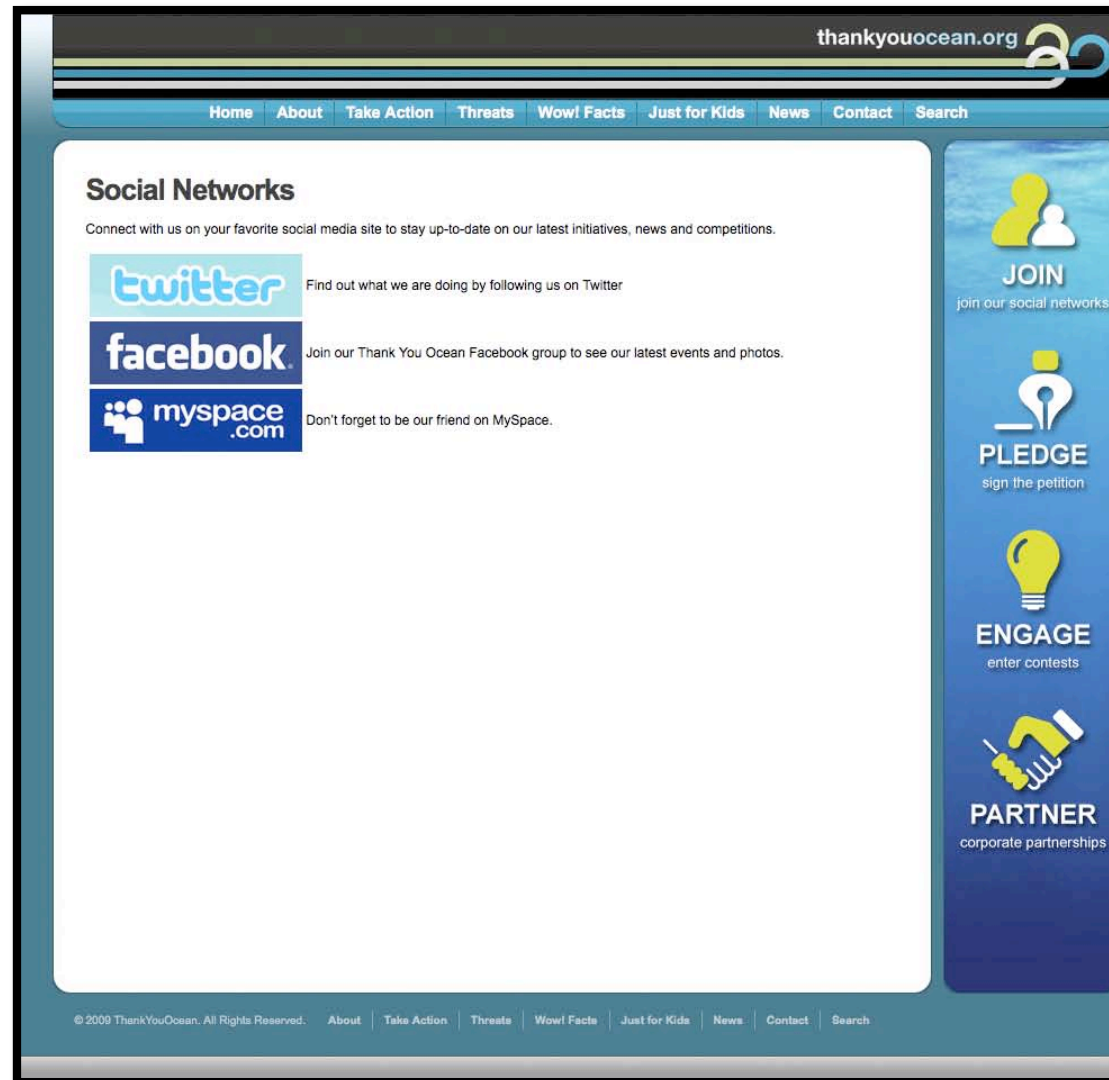 thankyouocean.org
Home About Take Action Threats Wow! Facts Just for Kids News Contact Search
Social Networks
Connect with us on your favorite social media site to stay up-to-date on our latest initiatives, news and competitions.
twitter Find out what we are doing by following us on Twitter
facebook. Join our Thank You Ocean Facebook group to see our latest events and photos.
myspace
.com
Don't forget to be our friend on MySpace.
JOIN
join our social networks
PLEDGE
sign the petition
ENGAGE
enter contests
PARTNER
corporate partnerships
© 2009 ThankYouOcean. All Rights Reserved. About Take Action Threats Wow! Facts Just for Kids News Contact Search